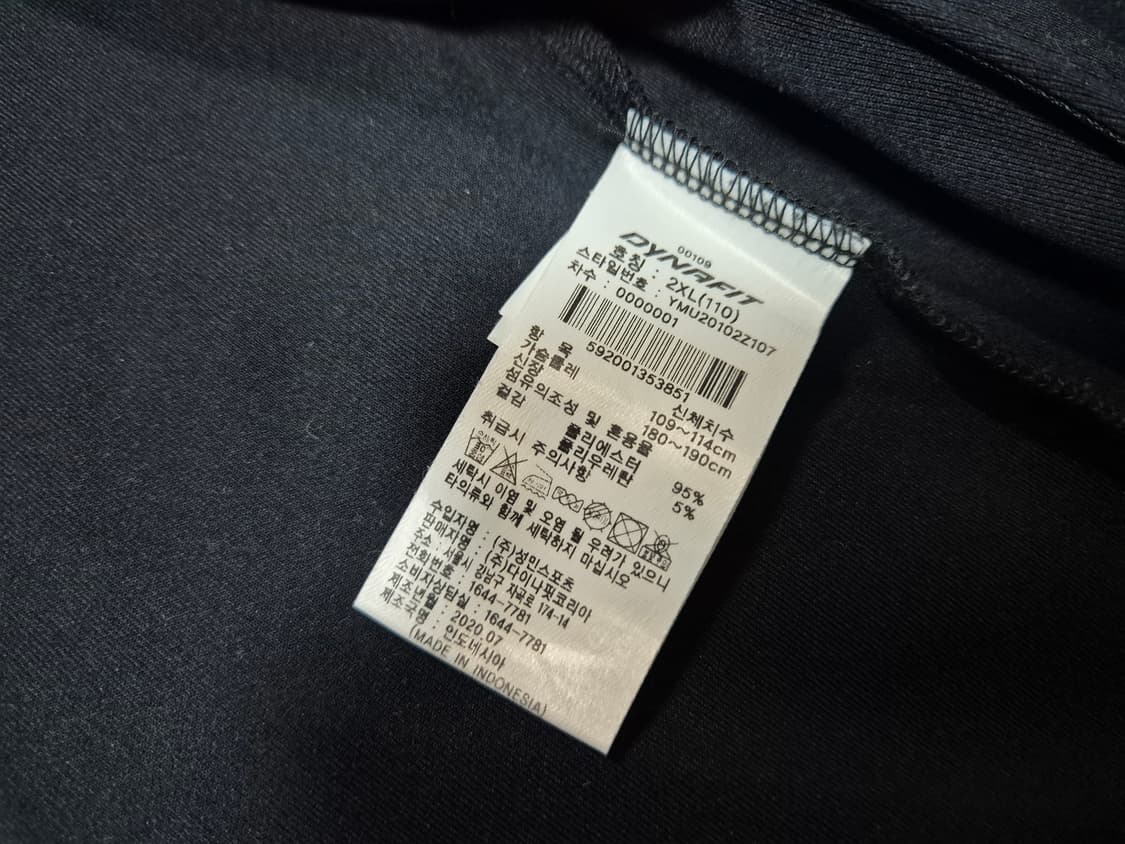 00109
DYNAFIT
호칭 : 2XL(110)
스타일번호 : YMU20102Z107
차수 : 0000001
592001353851
항 목 신체치수
가슴둘레 109~114cm
신장 180~190cm
섬유의조성 및 혼용율
겉감 폴리에스터 95%
폴리우레탄 5%
취급시 주의사항
세탁시 이염 및 오염 될 우려가 있으니
타의류와 함께 세탁하지 마십시오
수입자명 : (주)성민스포츠
판매자명 : (주)다이나핏코리아
주소 : 서울시 강남구 자곡로 174-14
전화번호 : 1644-7781
소비자상담실 : 1644-7781
제조년월 : 2020.07
제조국명 : 인도네시아
(MADE IN INDONESIA)